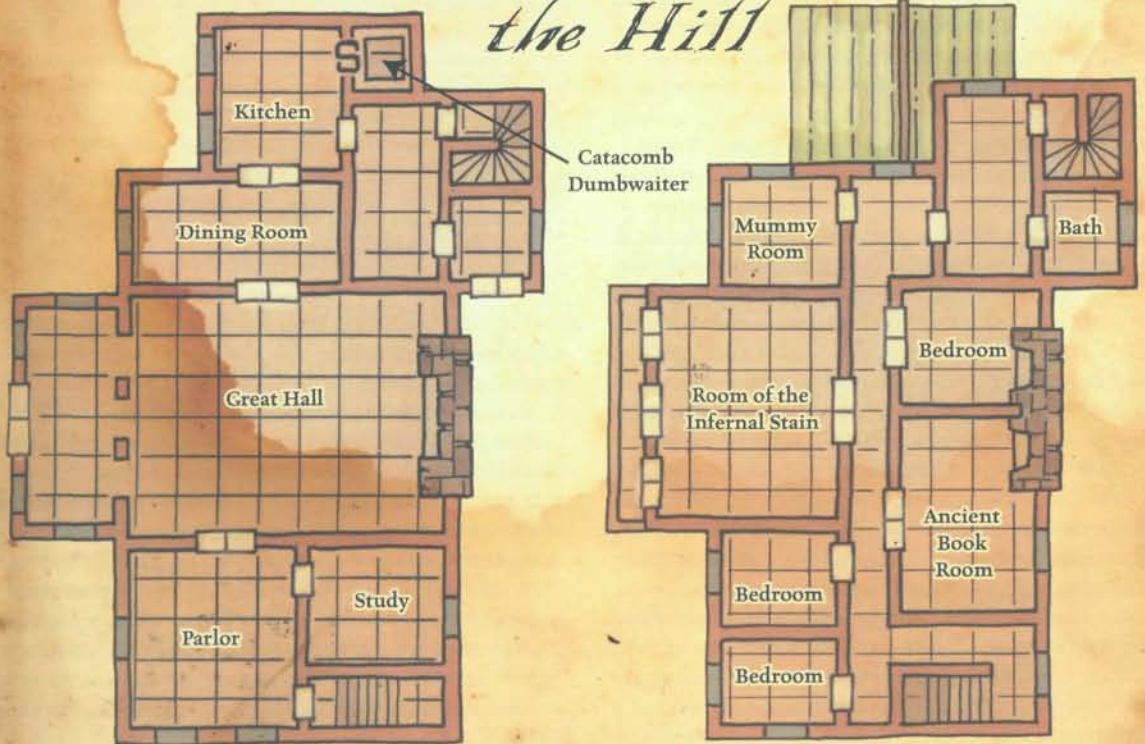 the Hill
S
Kitchen
Catacomb
Dumbwaiter
Dining Room
Great Hall
Parlor
Study
Mummy
Room
Bath
Bedroom
Room of the
Infernal Stain
Ancient
Book
Room
Bedroom
Bedroom